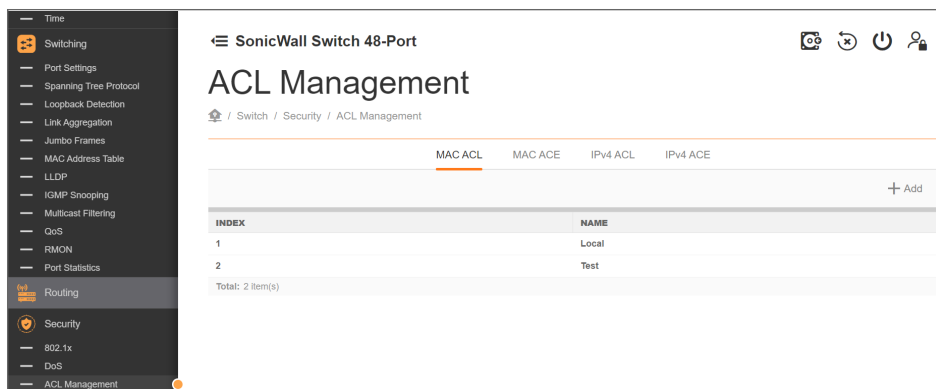 Time
Switching
Port Settings
Spanning Tree Protocol
Loopback Detection
Link Aggregation
Jumbo Frames
MAC Address Table
LLDP
IGMP Snooping
Multicast Filtering
QoS
RMON
Port Statistics
Routing
Security
802.1x
DoS
ACL Management
SonicWall Switch 48-Port
ACL Management
/ Switch / Security / ACL Management
MAC ACL MAC ACE IPv4 ACL IPv4 ACE
+ Add
INDEX NAME
1 Local
2 Test
Total: 2 item(s)